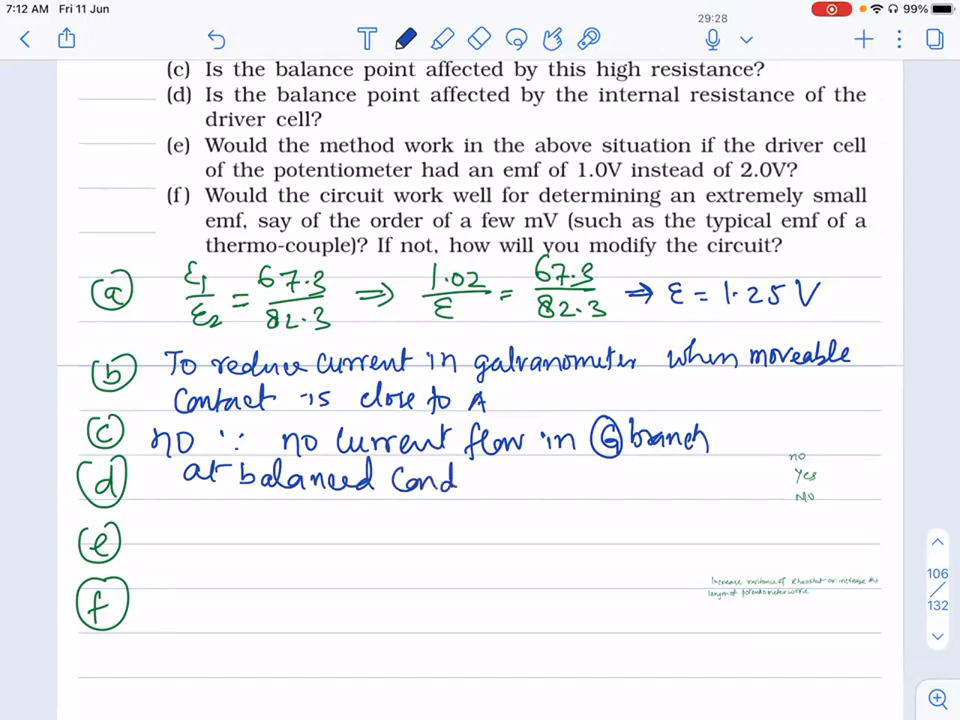 7:12 AM Fri 11 Jun
99%
29:28
(c) Is the balance point affected by this high resistance?
(d) Is the balance point affected by the internal resistance of the
driver cell?
(e) Would the method work in the above situation if the driver cell
of the potentiometer had an emf of 1.0V instead of 2.0V?
(f) Would the circuit work well for determining an extremely small
emf, say of the order of a few mV (such as the typical emf of a
thermo-couple)? If not, how will you modify the circuit?
(a) ε1/ε2 = 67.3/82.3 ⇒ 1.02/ε = 67.3/82.3 ⇒ ε = 1.25 V
(b) To reduce current in galvanometer when moveable
Contact is close to A
(c) no ∵ no current flow in G branch
at balanced Cond
(d)
no
Yes
No
(e)
(f)
Increase resistance of Rheostat or increase the
length of potentiometer wire
106
132